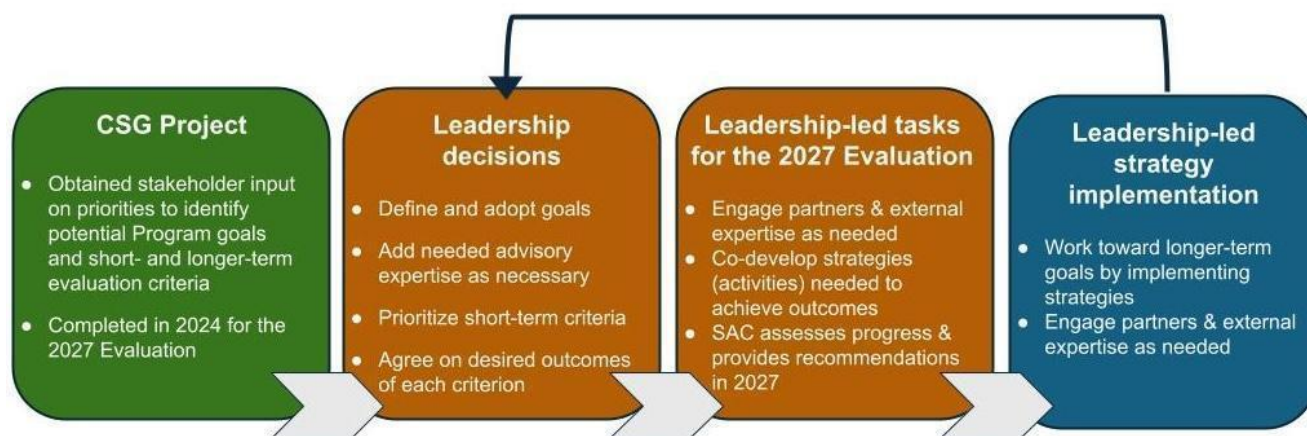 CSG Project
● Obtained stakeholder input
on priorities to identify
potential Program goals
and short- and longer-term
evaluation criteria
● Completed in 2024 for the
2027 Evaluation
Leadership
decisions
● Define and adopt goals
● Add needed advisory
expertise as necessary
● Prioritize short-term criteria
● Agree on desired outcomes
of each criterion
Leadership-led tasks
for the 2027 Evaluation
● Engage partners & external
expertise as needed
● Co-develop strategies
(activities) needed to
achieve outcomes
● SAC assesses progress &
provides recommendations
in 2027
Leadership-led
strategy
implementation
● Work toward longer-term
goals by implementing
strategies
● Engage partners & external
expertise as needed